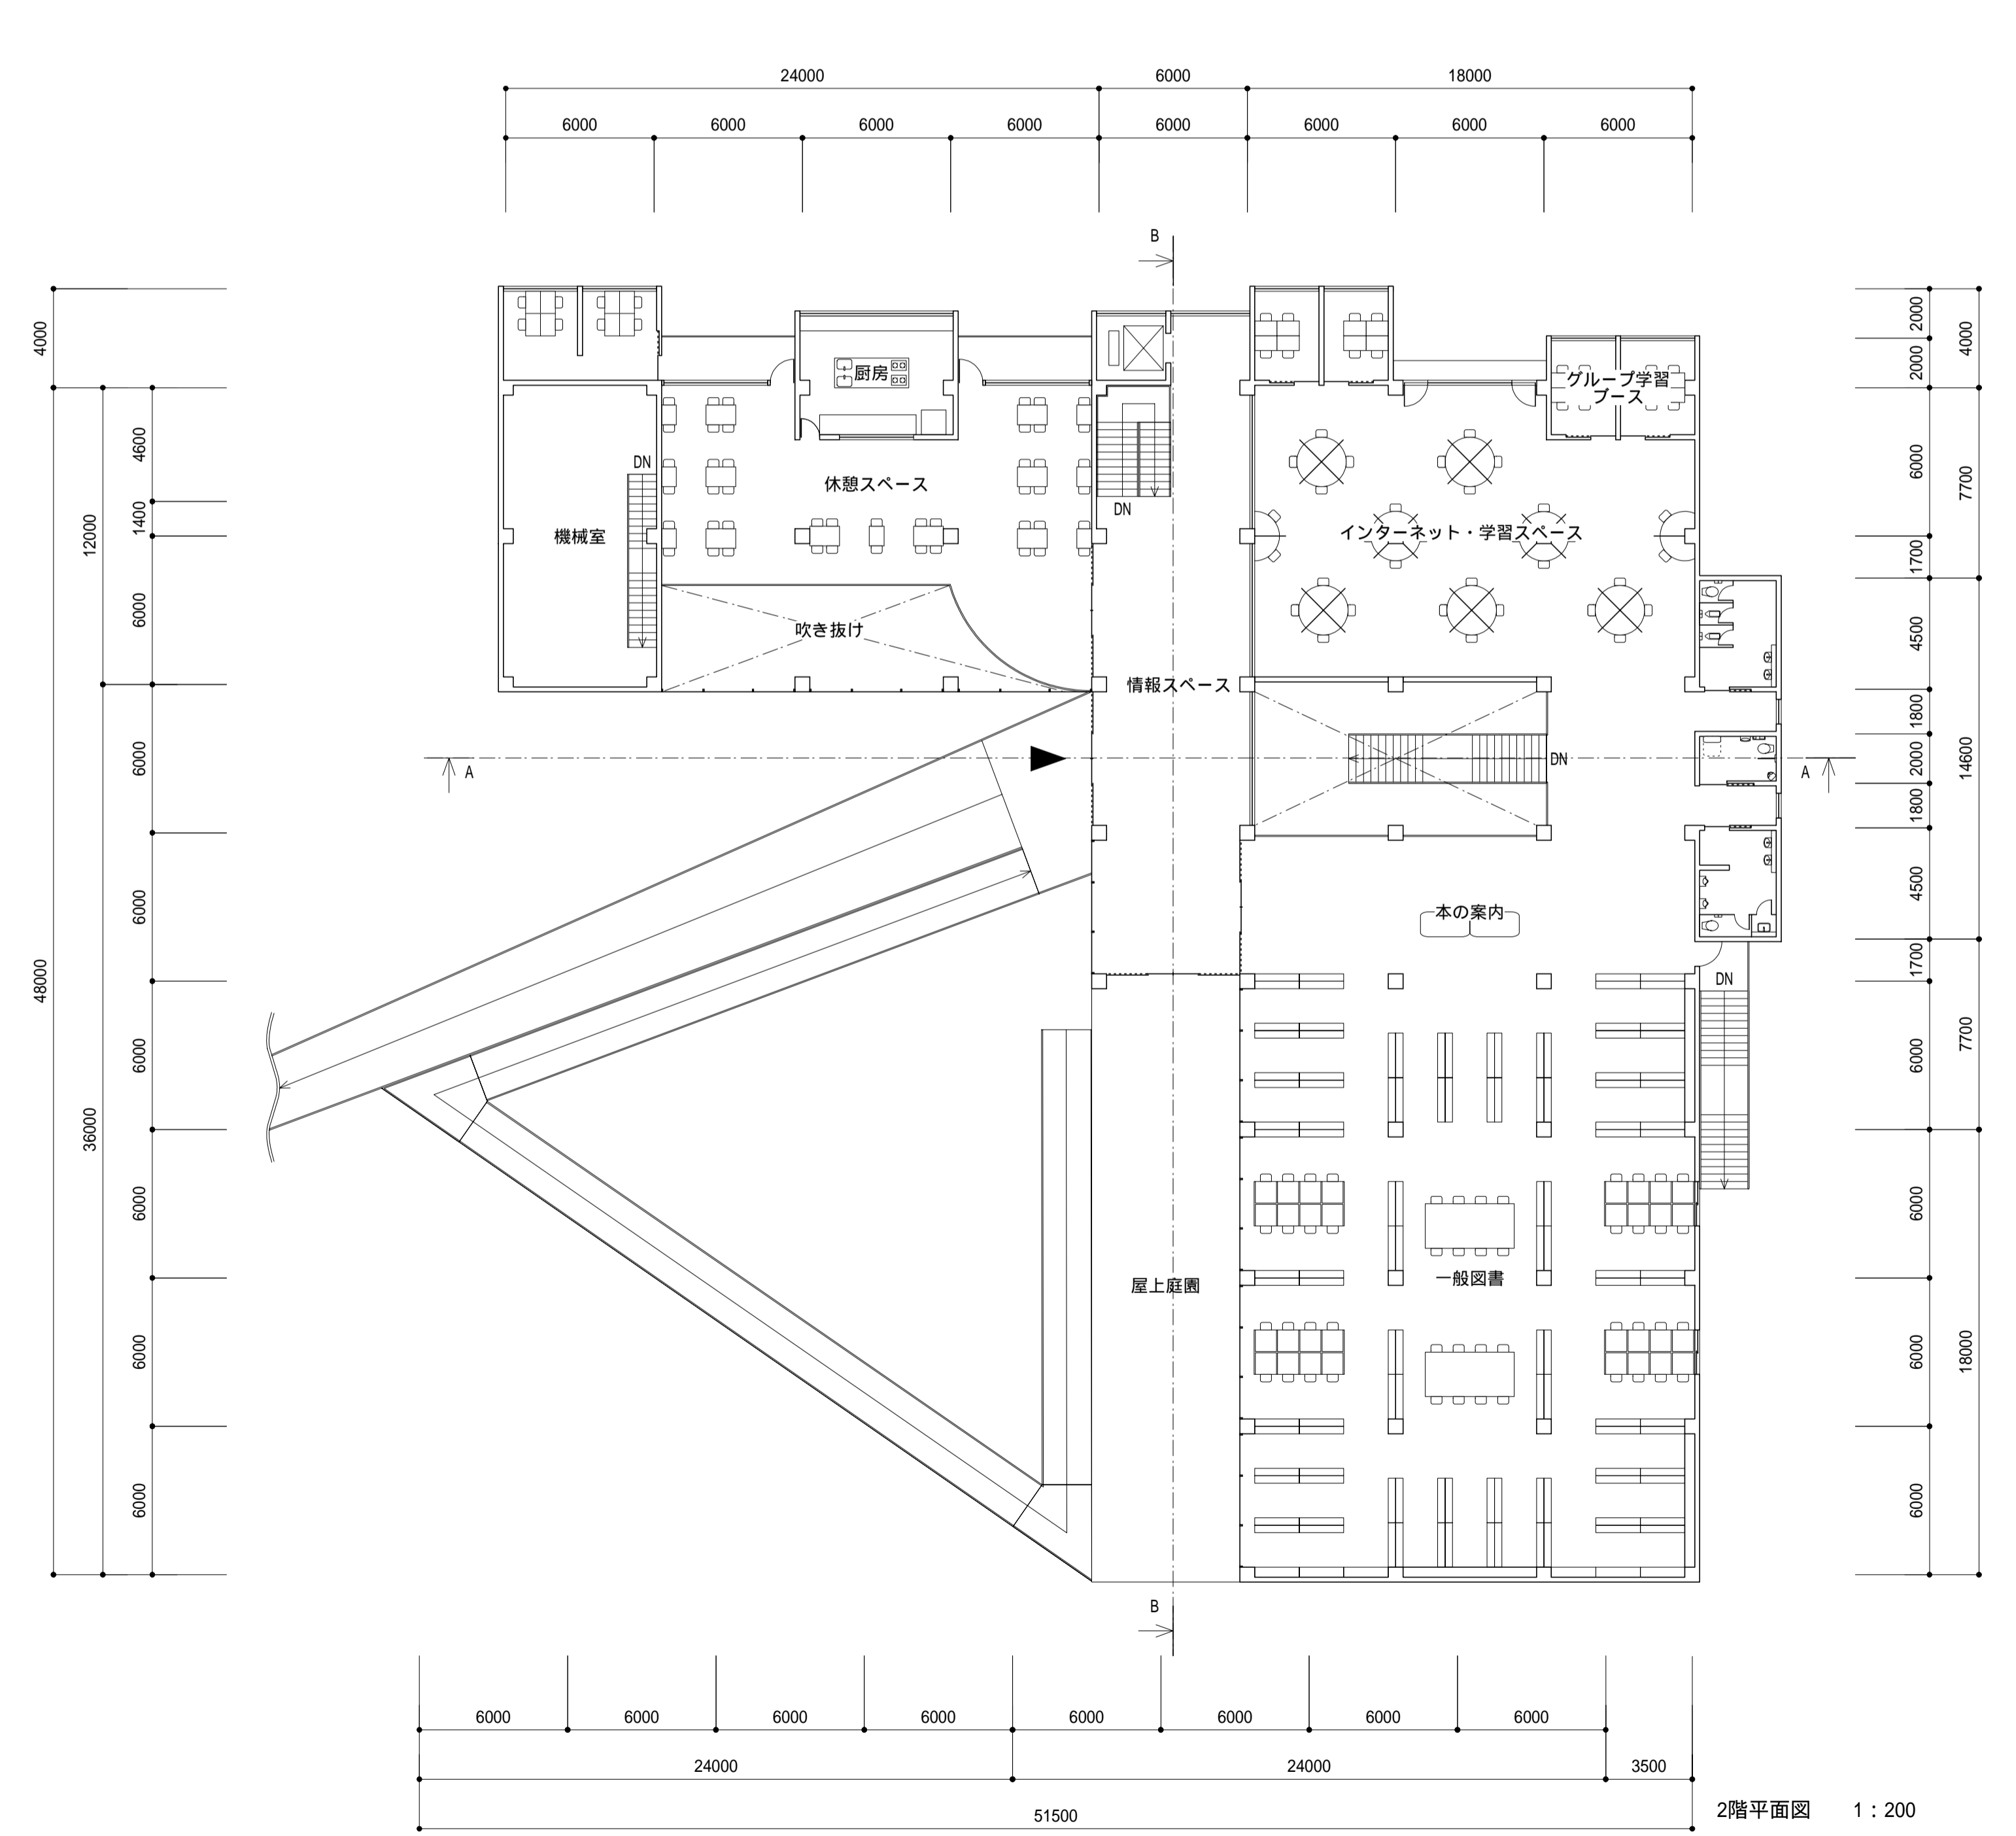 24000
6000
18000
6000
6000
6000
6000
6000
6000
6000
6000
B
4000
12000
48000
36000
4600
1400
6000
6000
6000
6000
6000
6000
6000
2000
2000
6000
1700
4500
1800
2000
1800
4500
1700
6000
6000
6000
6000
4000
7700
14600
7700
18000
厨房
グループ学習
ブース
DN
休憩スペース
DN
機械室
インターネット・学習スペース
吹き抜け
情報スペース
A
DN
A
本の案内
DN
屋上庭園
一般図書
B
6000
6000
6000
6000
6000
6000
6000
6000
24000
24000
3500
51500
2階平面図
1：200